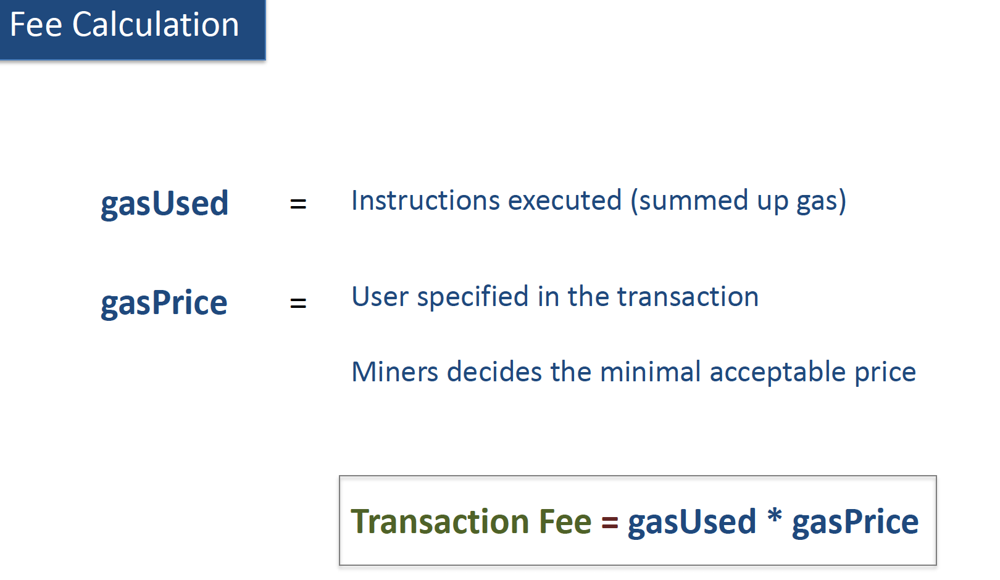 Fee Calculation
gasUsed = Instructions executed (summed up gas)
gasPrice = User specified in the transaction
Miners decides the minimal acceptable price
Transaction Fee = gasUsed * gasPrice